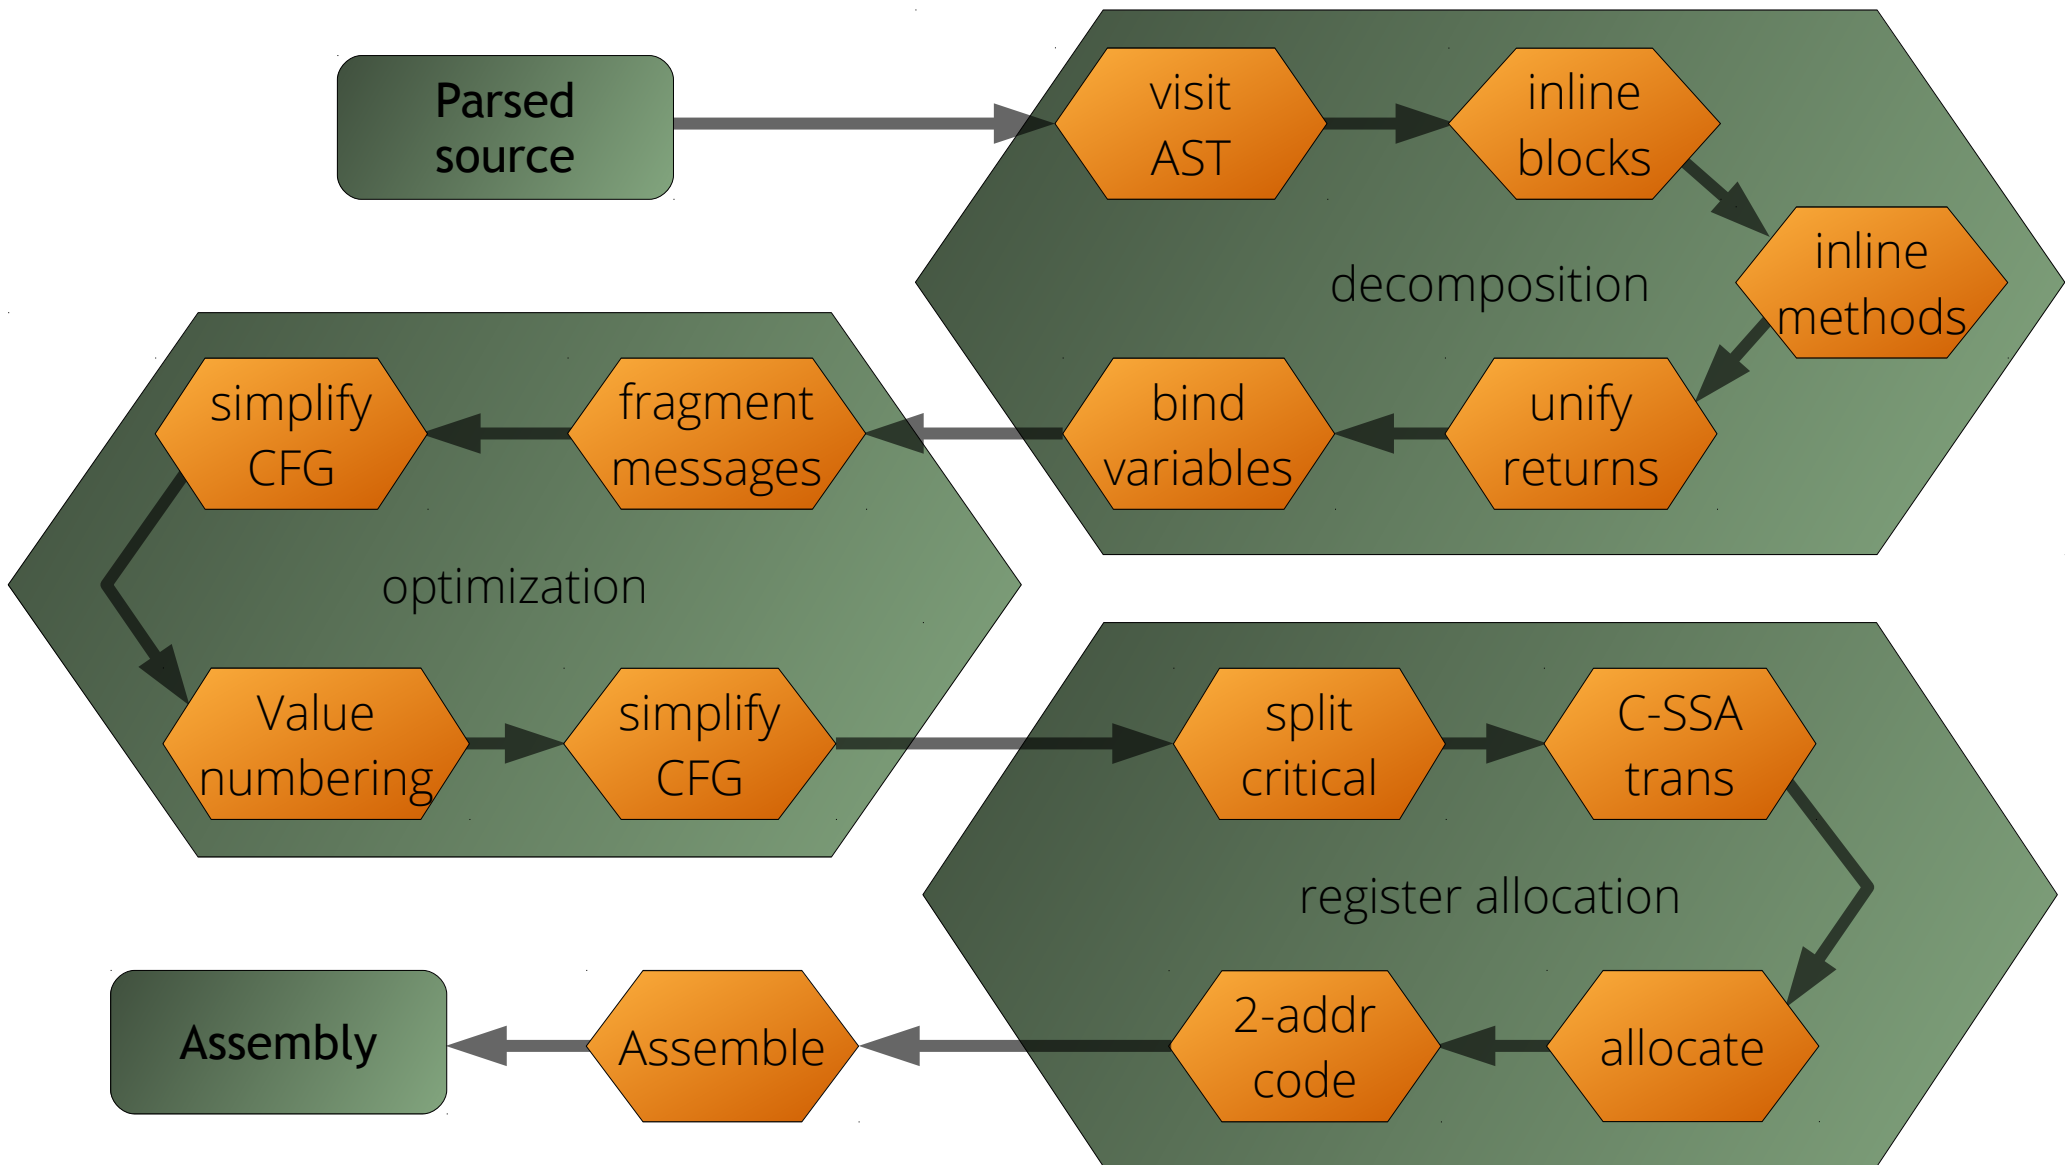 Parsed
source
visit
AST
inline
blocks
inline
methods
decomposition
unify
returns
bind
variables
fragment
messages
simplify
CFG
optimization
Value
numbering
simplify
CFG
split
critical
C-SSA
trans
register allocation
allocate
2-addr
code
Assemble
Assembly